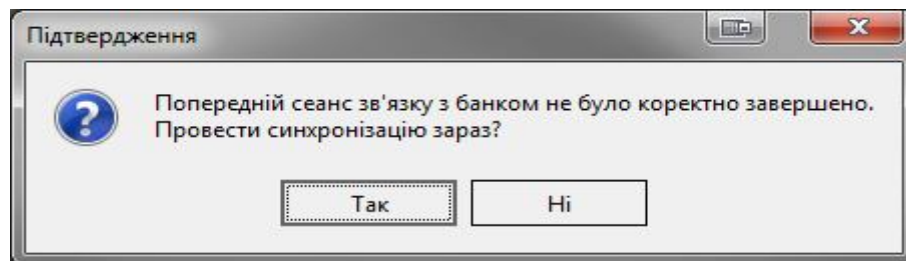 Підтвердження
Попередній сеанс зв'язку з банком не було коректно завершено.
Провести синхронізацію зараз?
Так
Ні